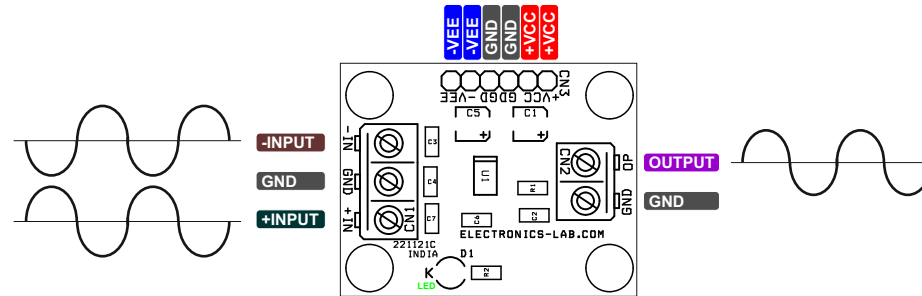 -VEE
-VEE
GND
GND
+VCC
+VCC
CN3
-VEE GD GD +VCC
C5
C1
+
+
-INPUT
GND
+INPUT
-IN
GND
+IN
CN1
C3
C4
C7
U1
R1
C6
C2
CN2
OP
GND
OUTPUT
GND
ELECTRONICS-LAB.COM
221121C
INDIA
D1
K
LED
R2